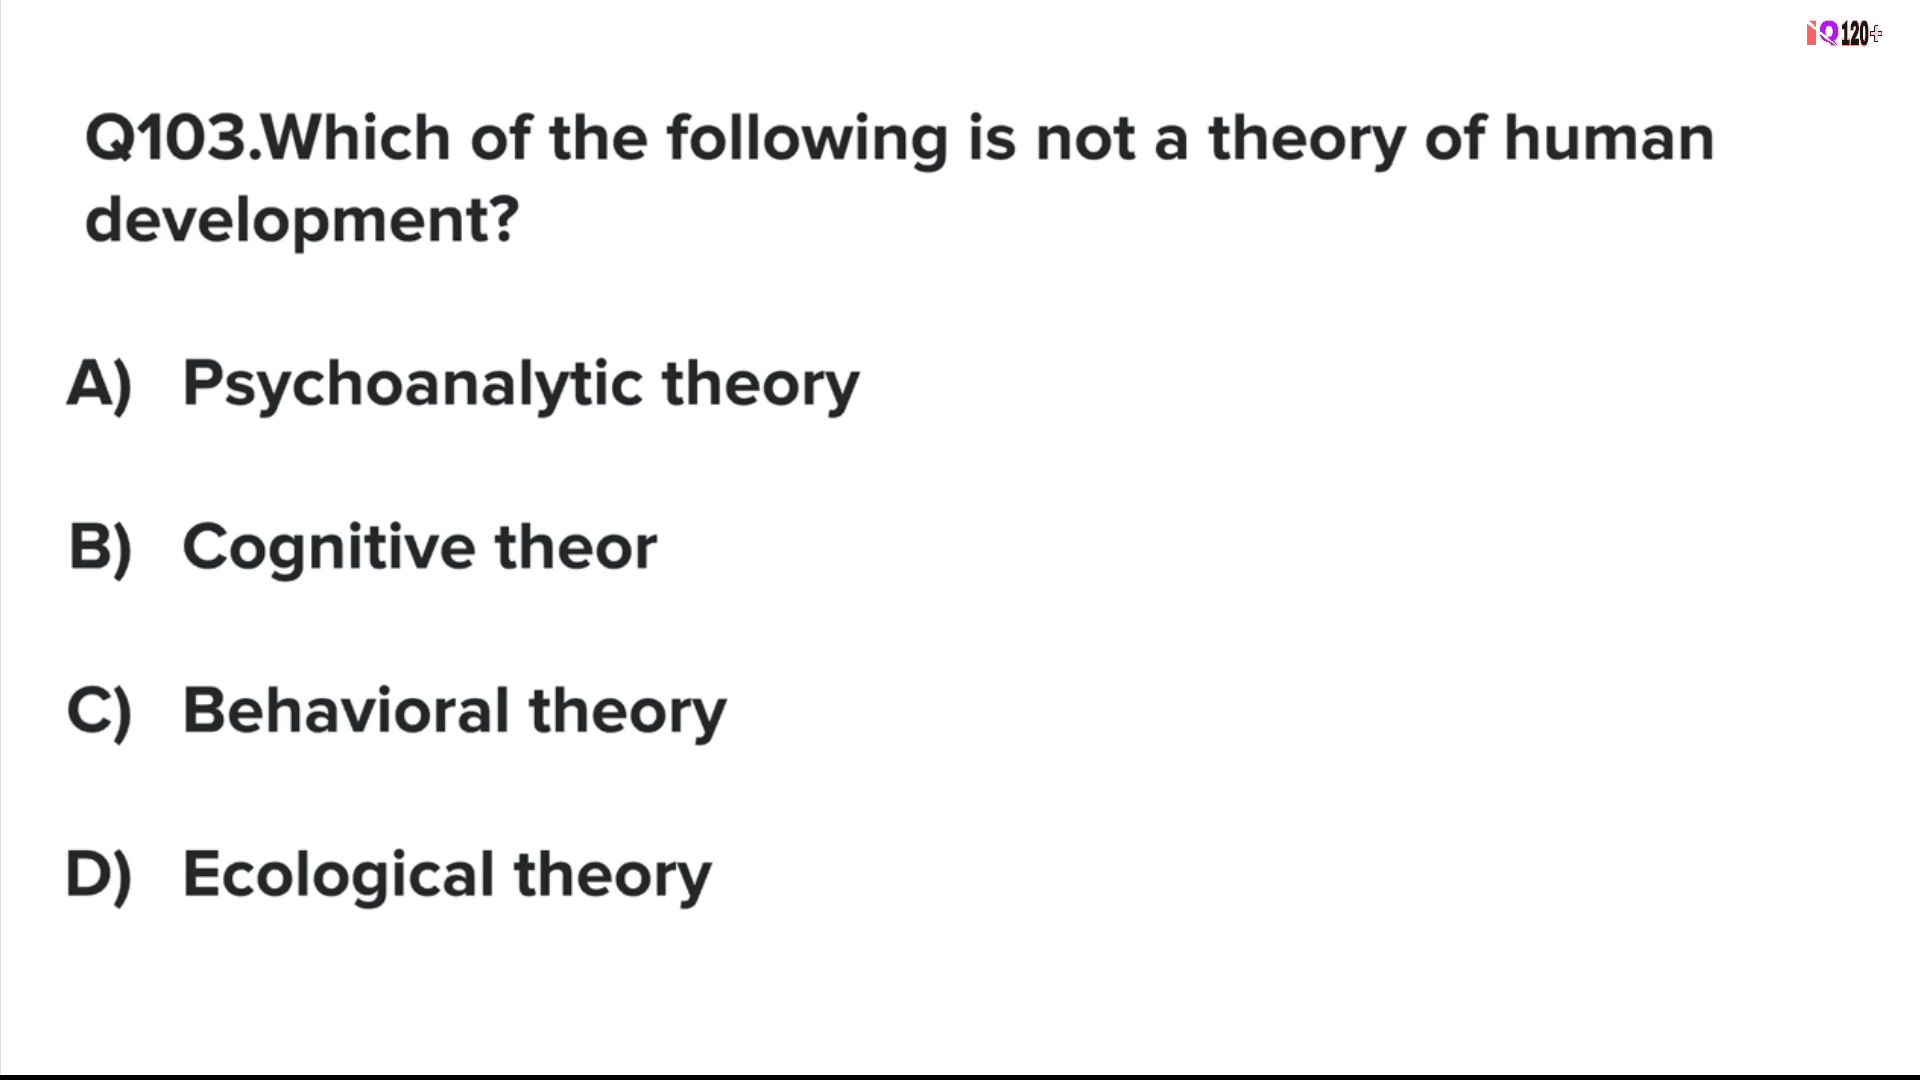 iQ120+
Q103.Which of the following is not a theory of human
development?
A) Psychoanalytic theory
B) Cognitive theor
C) Behavioral theory
D) Ecological theory